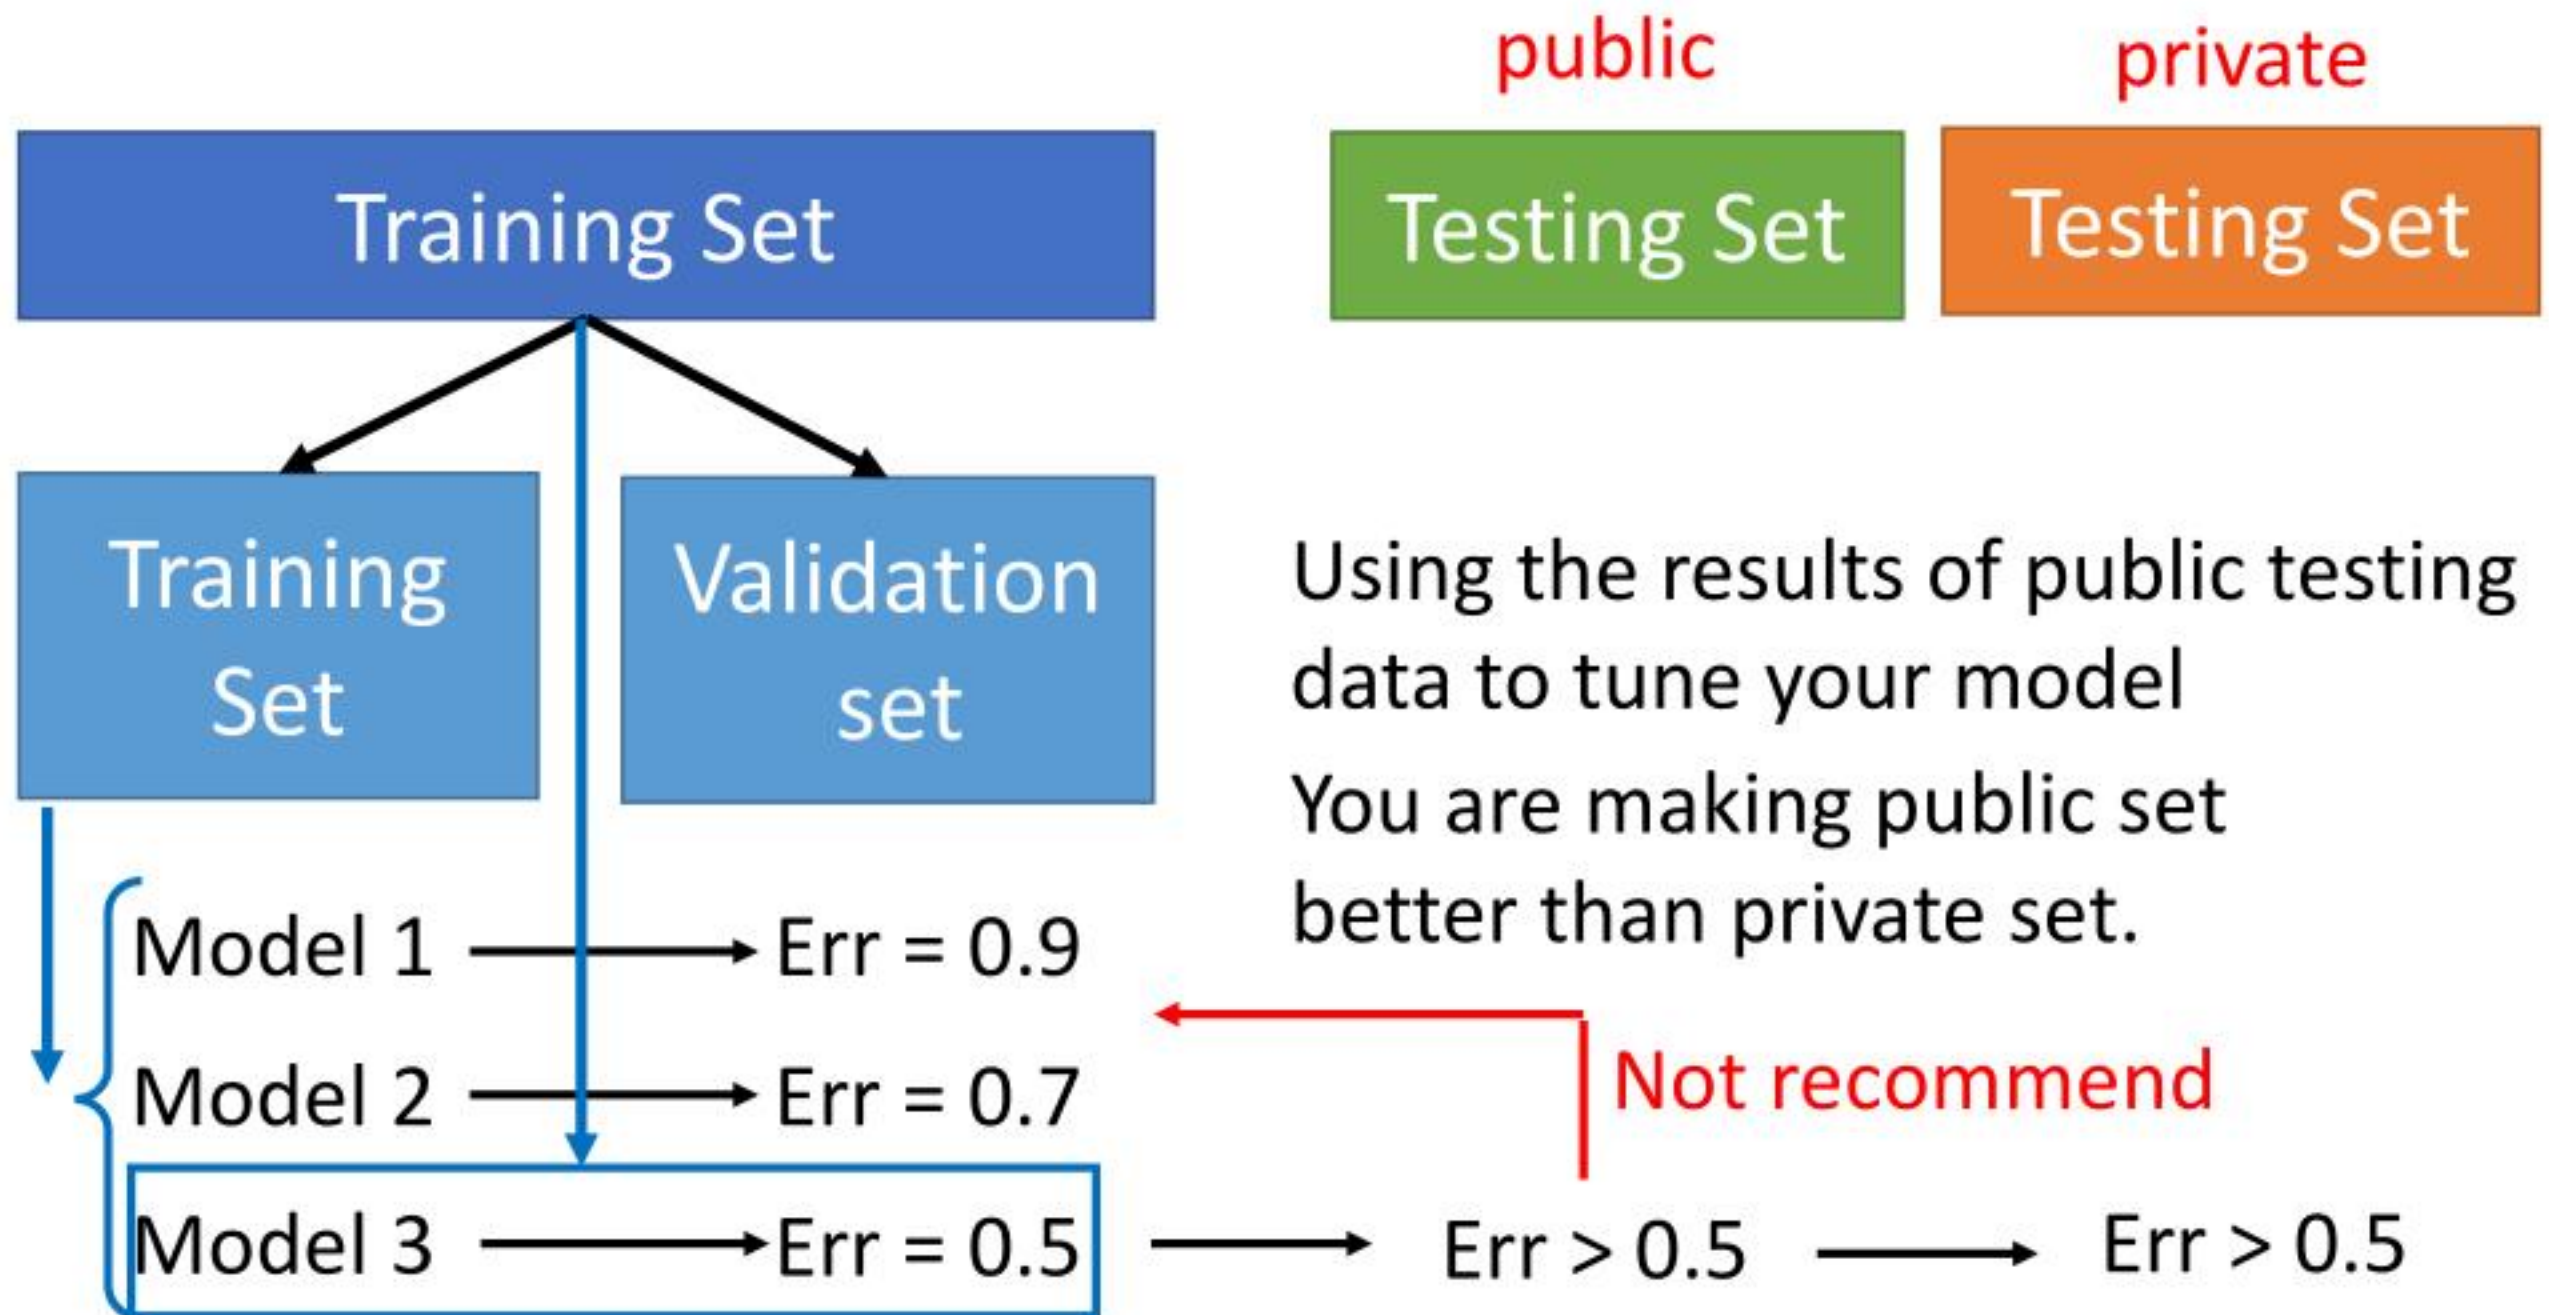 public
private
Training Set
Testing Set
Testing Set
Training
Set
Validation
set
Using the results of public testing
data to tune your model
You are making public set
better than private set.
Model 1
Err = 0.9
Model 2
Err = 0.7
Not recommend
Model 3
Err = 0.5
Err > 0.5
Err > 0.5